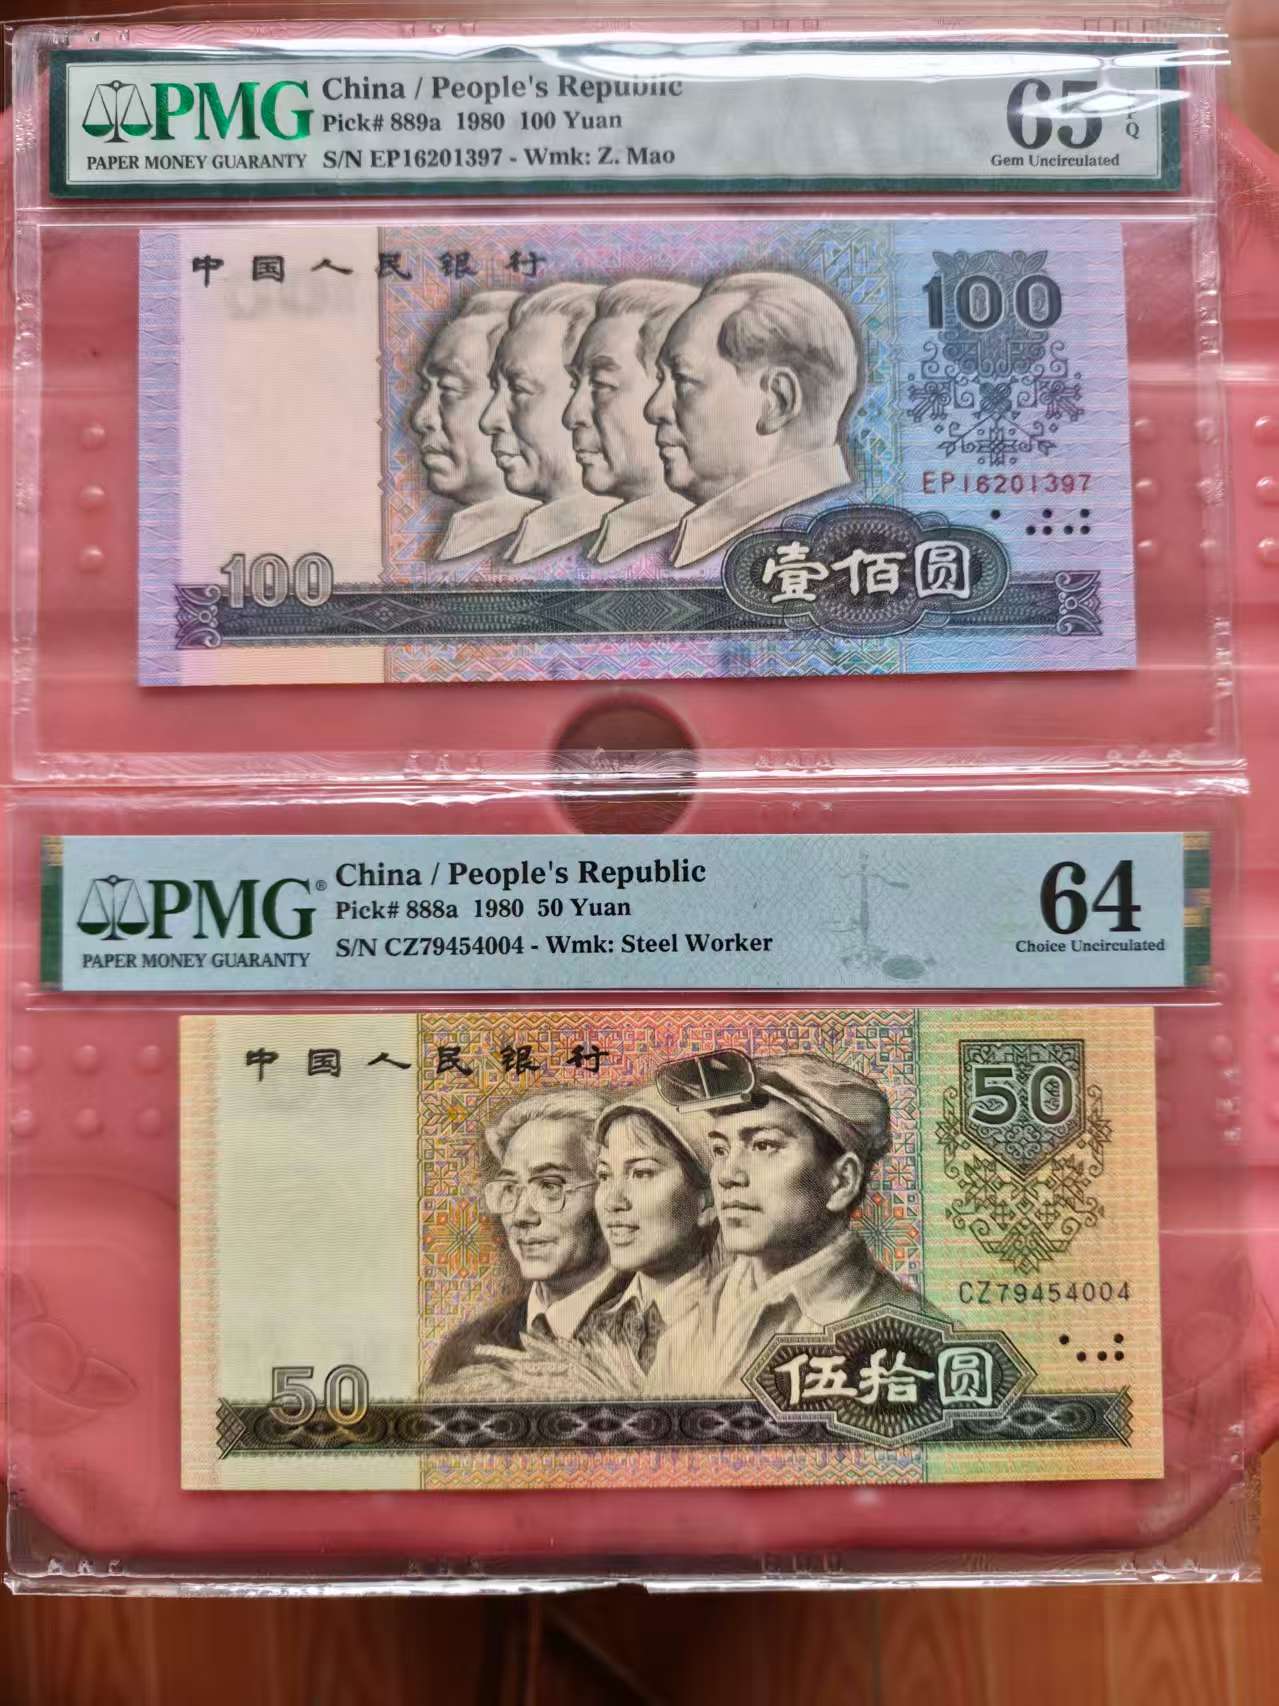 PMG
PAPER MONEY GUARANTY
China / People's Republic
Pick# 889a 1980 100 Yuan
S/N EP16201397 - Wmk: Z. Mao
65
Gem Uncirculated
中国人民银行
100
EP16201397
100
壹佰圆
PMG®
PAPER MONEY GUARANTY
China / People's Republic
Pick# 888a 1980 50 Yuan
S/N CZ79454004 - Wmk: Steel Worker
64
Choice Uncirculated
中国人民银行
50
CZ79454004
50
伍拾圆